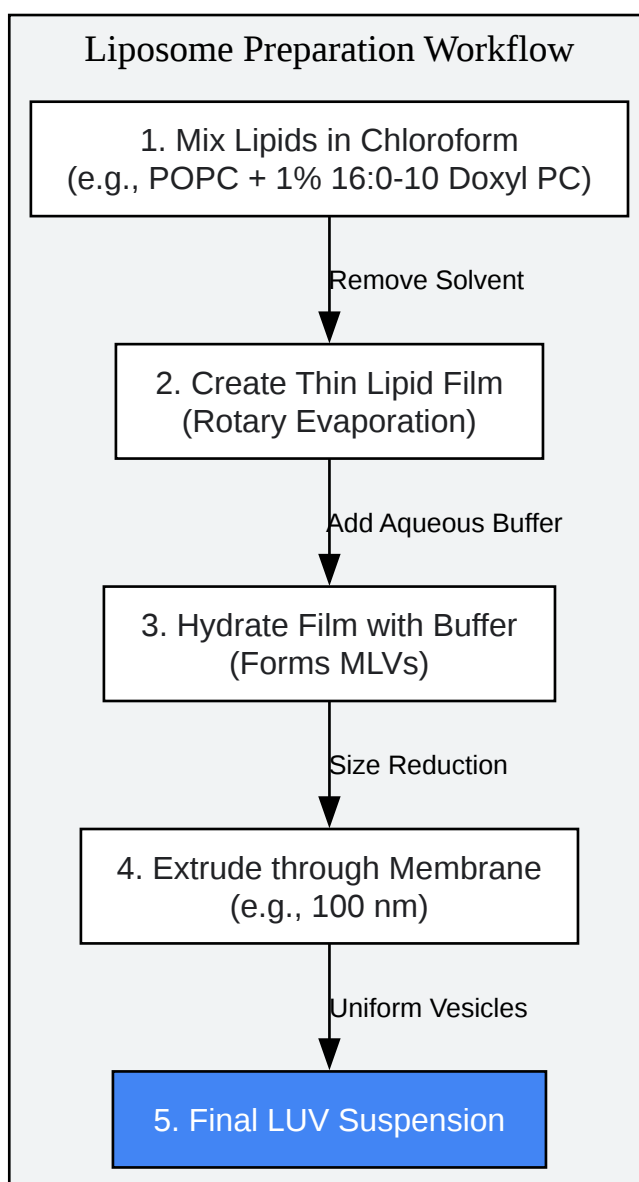 Liposome Preparation Workflow
1. Mix Lipids in Chloroform
(e.g., POPC + 1% 16:0-10 Doxyl PC)
Remove Solvent
2. Create Thin Lipid Film
(Rotary Evaporation)
Add Aqueous Buffer
3. Hydrate Film with Buffer
(Forms MLVs)
Size Reduction
4. Extrude through Membrane
(e.g., 100 nm)
Uniform Vesicles
5. Final LUV Suspension